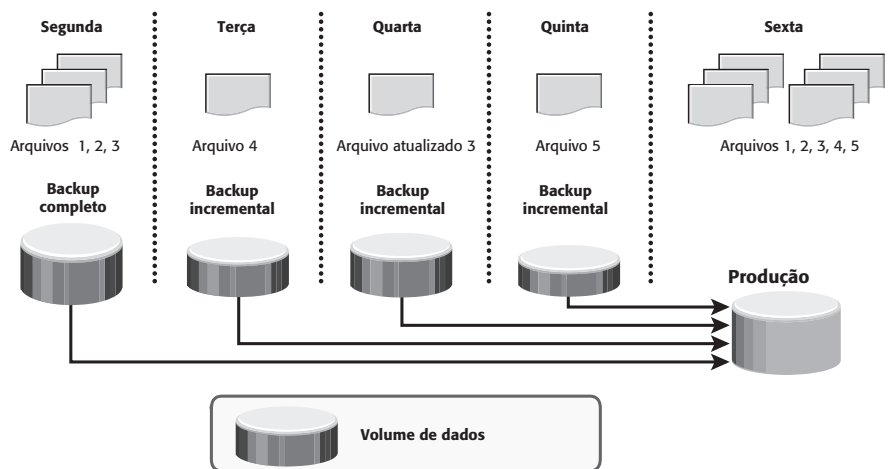 Segunda
Terça
Quarta
Quinta
Sexta
Arquivos 1, 2, 3
Arquivo 4
Arquivo atualizado 3
Arquivo 5
Arquivos 1, 2, 3, 4, 5
Backup
completo
Backup
incremental
Backup
incremental
Backup
incremental
Produção
Volume de dados